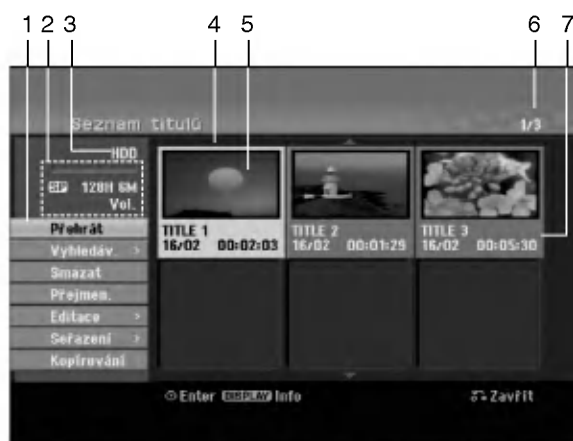 1 2 3 4 5 6 7
Seznam titulů
1/3
HDD
EP 128H 6M
Vol.
Přehrát
Vyhledáv. >
Smazat
Přejmen.
Editace >
Seřazení >
Kopírování
TITLE 1
16/02 00:02:03
TITLE 2
16/02 00:01:29
TITLE 3
16/02 00:05:30
Enter DISPLAY Info
Zavřít